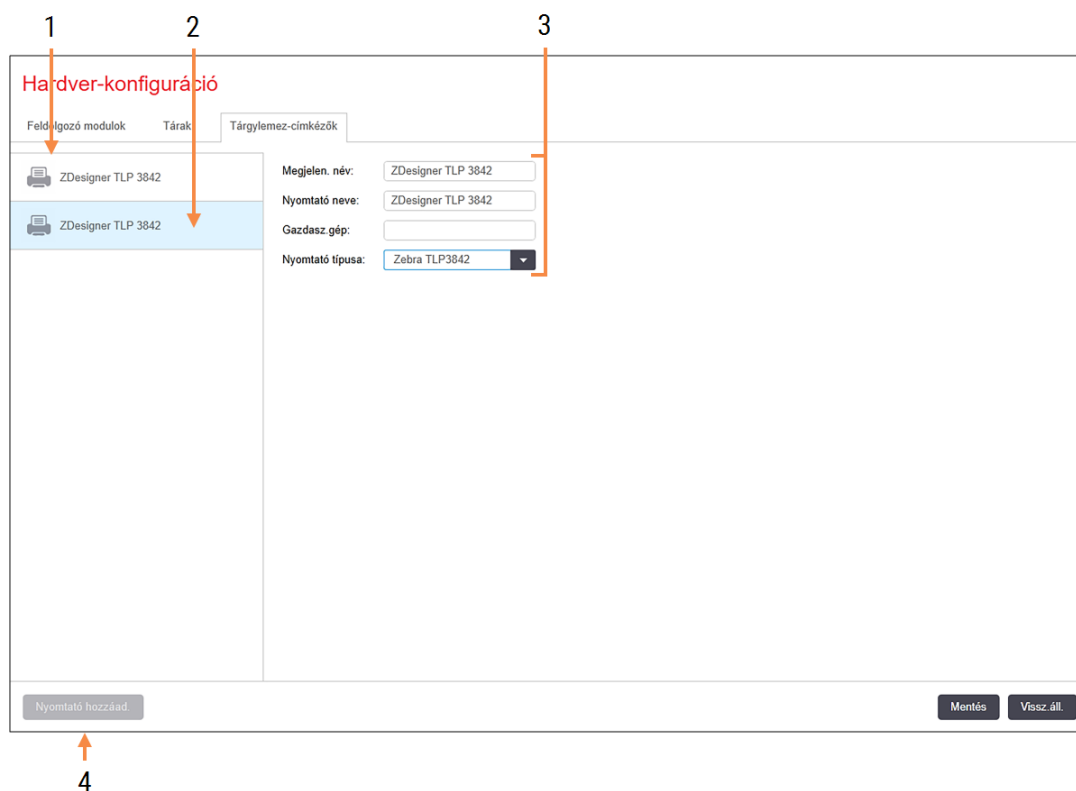 1 2 3
Hardver-konfiguráció
Feldolgozó modulok Tárak Tárgylemez-címkézők
ZDesigner TLP 3842
ZDesigner TLP 3842
Megjelen. név: ZDesigner TLP 3842
Nyomtató neve: ZDesigner TLP 3842
Gazdasz.gép:
Nyomtató típusa: Zebra TLP3842
Nyomtató hozzáad. Mentés Vissz.áll.
4